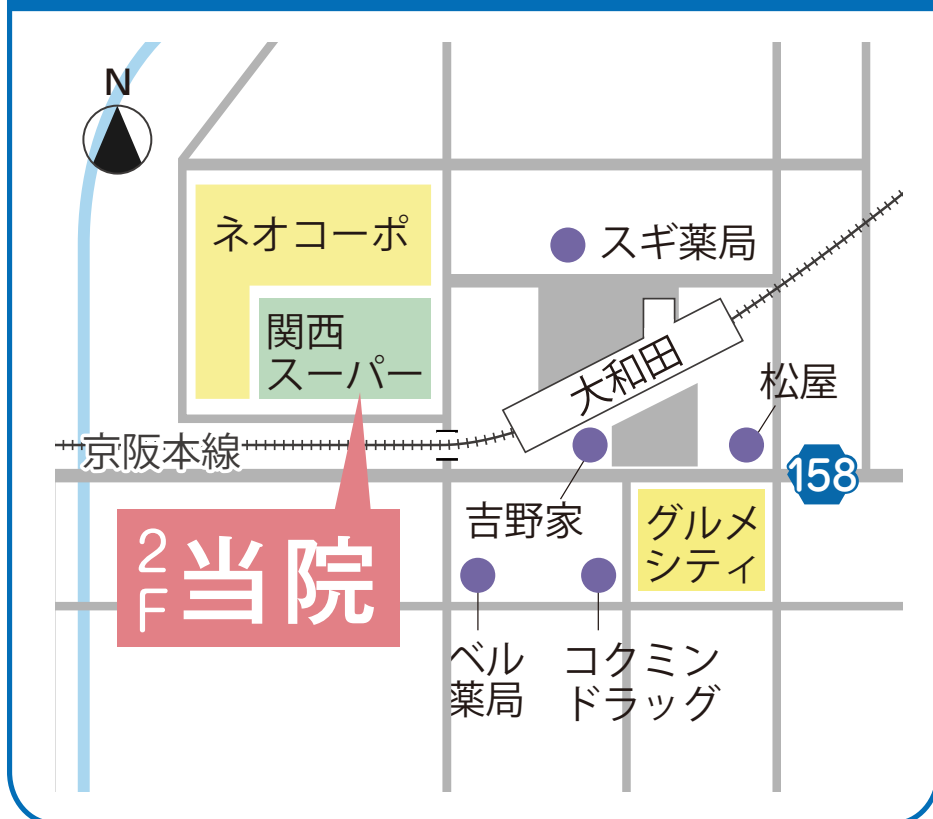 N
ネオコーポ
スギ薬局
関西
スーパー
大和田
松屋
京阪本線
158
吉野家
グルメ
シティ
2F 当院
ベル
薬局
コクミン
ドラッグ